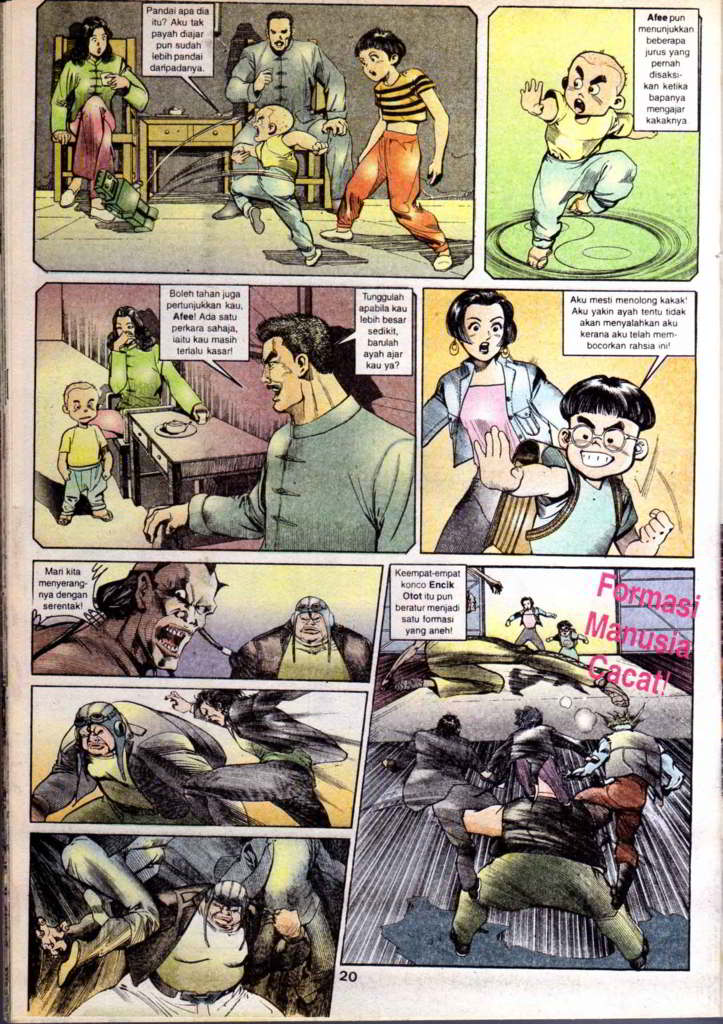 Pandai apa dia
itu? Aku tak
payah diajar
pun sudah
lebih pandai
daripadanya.
Afee pun
menunjukkan
beberapa
jurus yang
pernah
disaksi-
kan ketika
bapanya
mengajar
kakaknya
Boleh tahan juga
pertunjukkan kau,
Afee! Ada satu
perkara sahaja,
iaitu kau masih
terlalu kasar!
Tunggulah
apabila kau
lebih besar
sedikit,
barulah
ayah ajar
kau ya?
Aku mesti menolong kakak!
Aku yakin ayah tentu tidak
akan menyalahkan aku
kerana aku telah mem-
bocorkan rahsia ini!
Mari kita
menyerang-
nya dengan
serentak!
Keempat-empat
konco Encik
Otot itu pun
beratur menjadi
satu formasi
yang aneh!
Formasi
Manusia
Cacat!
20